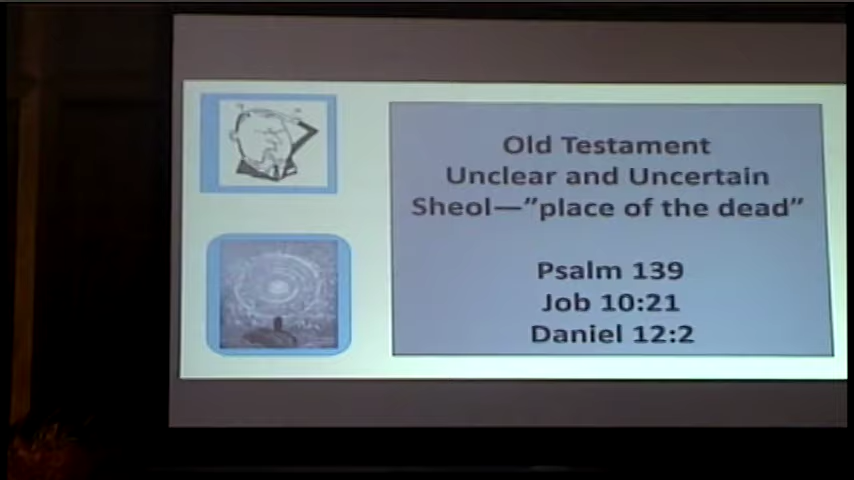 Old Testament
Unclear and Uncertain
Sheol—"place of the dead"
Psalm 139
Job 10:21
Daniel 12:2